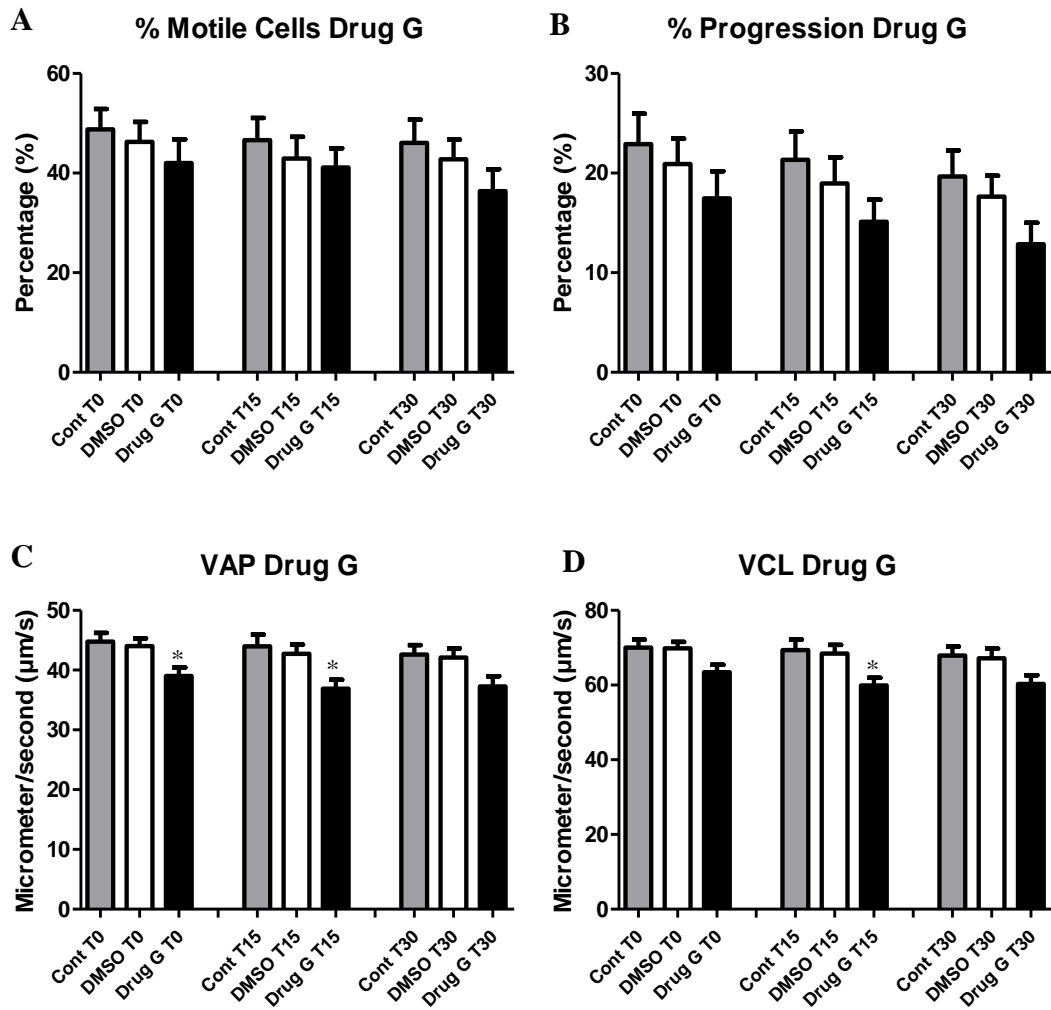 A
% Motile Cells Drug G
Percentage (%)
60
40
20
0
Cont T0
DMSO T0
Drug G T0
Cont T15
DMSO T15
Drug G T15
Cont T30
DMSO T30
Drug G T30
B
% Progression Drug G
Percentage (%)
30
20
10
0
Cont T0
DMSO T0
Drug G T0
Cont T15
DMSO T15
Drug G T15
Cont T30
DMSO T30
Drug G T30
C
VAP Drug G
Micrometer/second (µm/s)
50
40
30
20
10
0
*
*
Cont T0
DMSO T0
Drug G T0
Cont T15
DMSO T15
Drug G T15
Cont T30
DMSO T30
Drug G T30
D
VCL Drug G
Micrometer/second (µm/s)
80
60
40
20
0
*
Cont T0
DMSO T0
Drug G T0
Cont T15
DMSO T15
Drug G T15
Cont T30
DMSO T30
Drug G T30